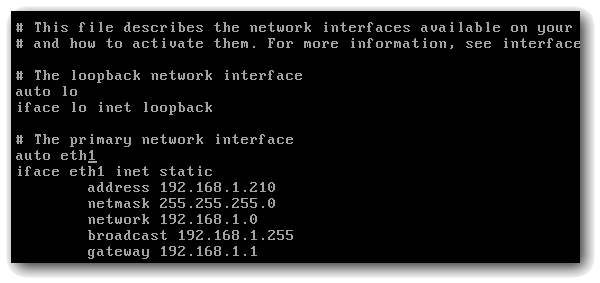 # This file describes the network interfaces available on your
# and how to activate them. For more information, see interface
# The loopback network interface
auto lo
iface lo inet loopback
# The primary network interface
auto eth1
iface eth1 inet static
address 192.168.1.210
netmask 255.255.255.0
network 192.168.1.0
broadcast 192.168.1.255
gateway 192.168.1.1